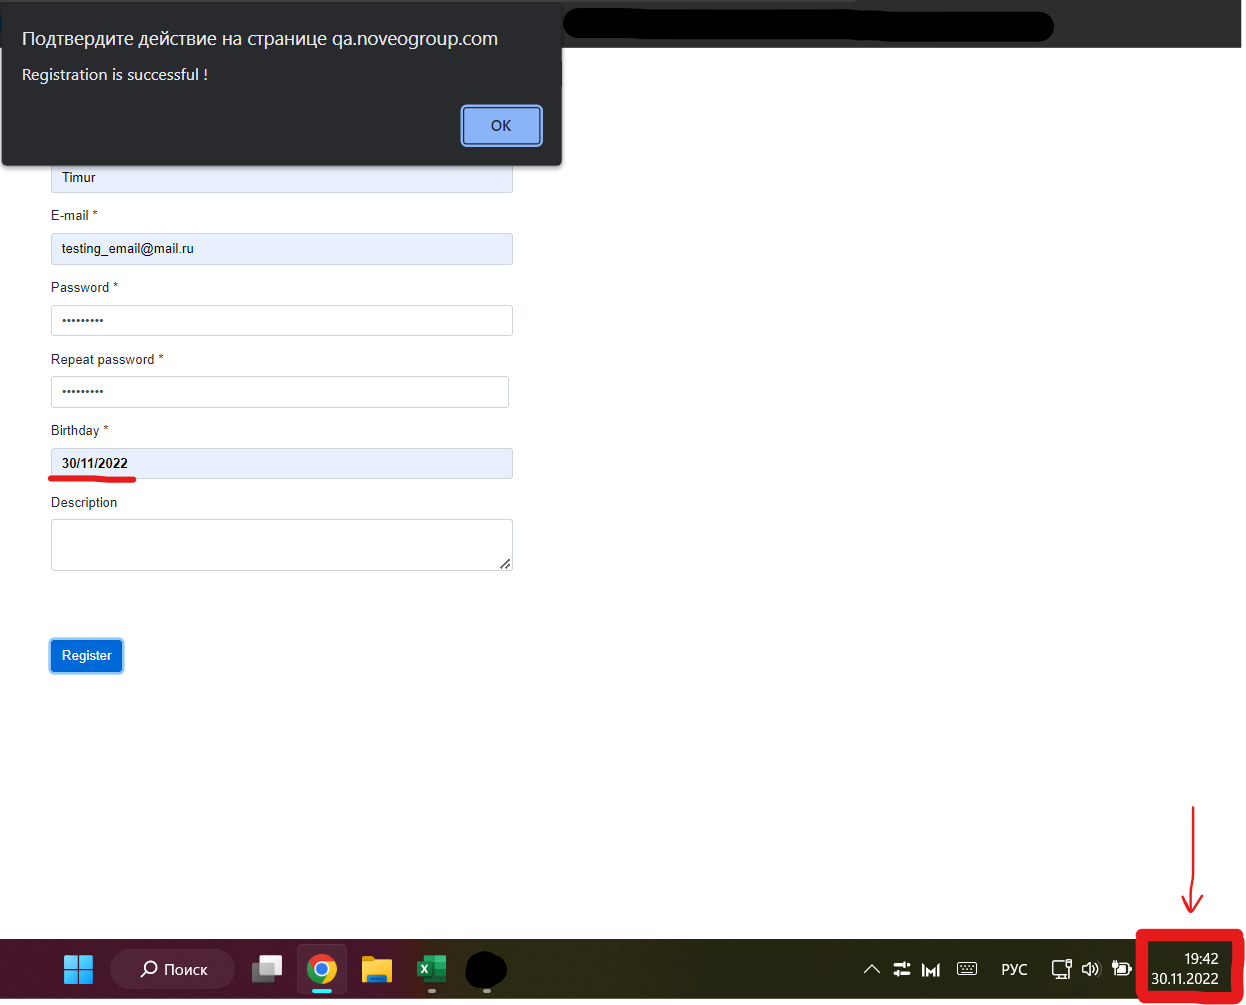 Подтвердите действие на странице qa.noveogroup.com
Registration is successful !
OK
Timur
E-mail *
testing_email@mail.ru
Password *
•••••••••
Repeat password *
•••••••••
Birthday *
30/11/2022
Description
Register
Поиск
РУС
19:42
30.11.2022